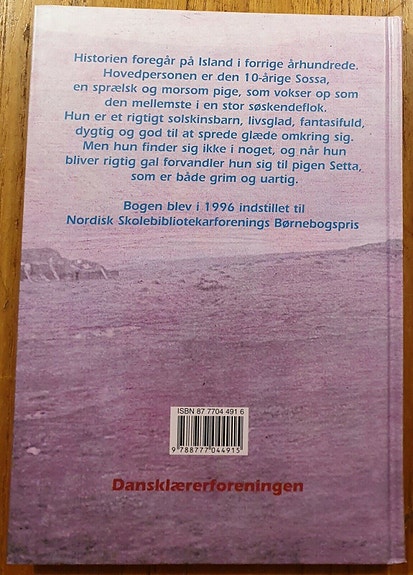 Historien foregår på Island i forrige århundrede.
Hovedpersonen er den 10-årige Sossa,
en sprælsk og morsom pige, som vokser op som
den mellemste i en stor søskendeflok.
Hun er et rigtigt solskinsbarn, livsglad, fantasifuld,
dygtig og god til at sprede glæde omkring sig.
Men hun finder sig ikke i noget, og når hun
bliver rigtig gal forvandler hun sig til pigen Setta,
som er både grim og uartig.
Bogen blev i 1996 indstillet til
Nordisk Skolebibliotekarforenings Børnebogspris
ISBN 87 7704 491 6
9 788777 044915
Dansklærerforeningen